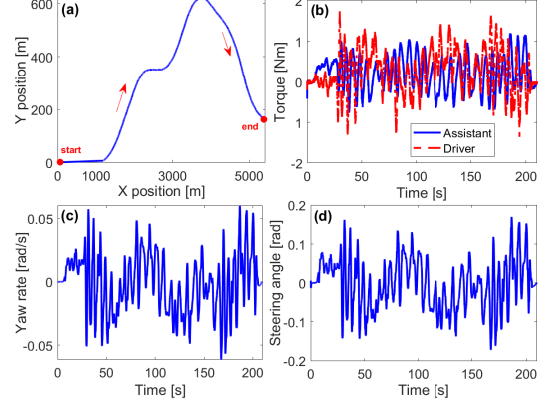 (a)
600
400
200
0
Y position [m]
start
end
0 1000 3000 5000
X position [m]
(b)
2
1
0
-2
Torque [Nm]
Assistant
Driver
0 50 100 150 200
Time [s]
(c)
0.05
0
-0.05
Yaw rate [rad/s]
0 50 100 150 200
Time [s]
(d)
0.2
0.1
0
-0.1
-0.2
Steering angle [rad]
0 50 100 150 200
Time [s]